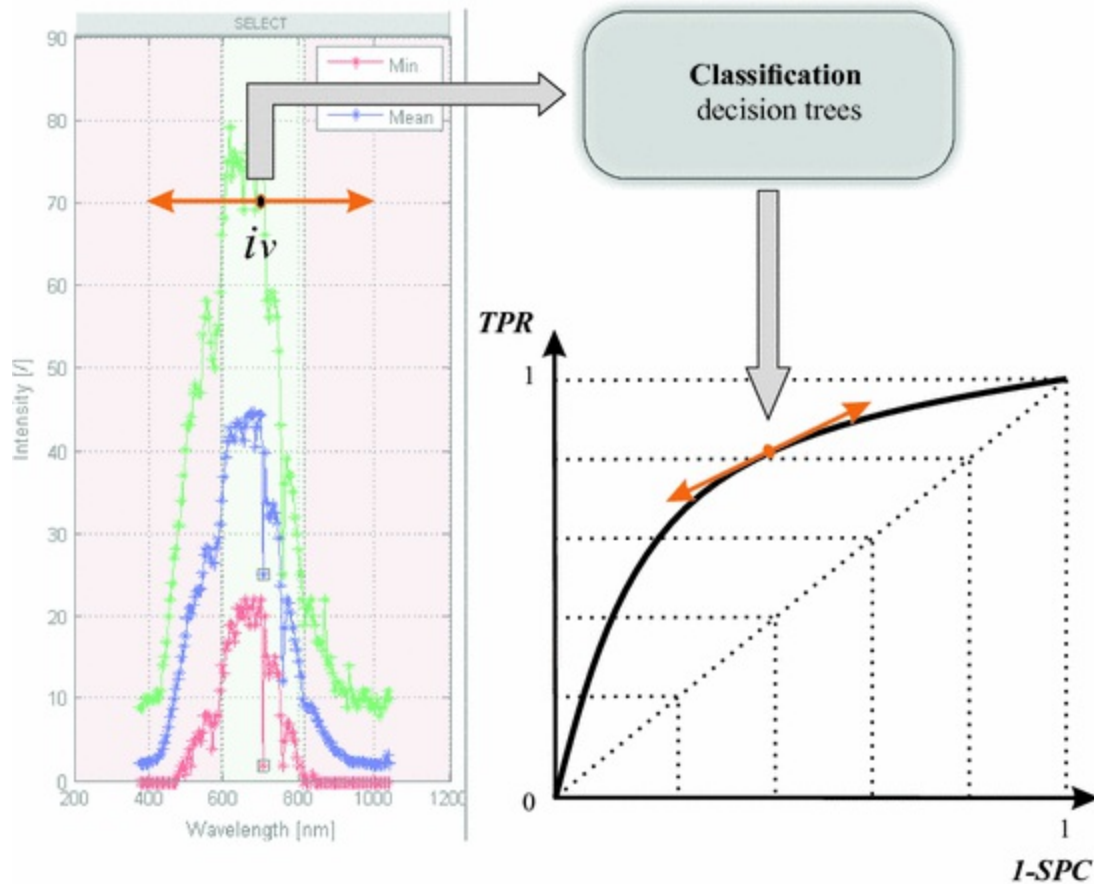 SELECT
90
80
70
60
50
40
30
20
10
0
Intensity [/]
200 400 600 800 1000 1200
Wavelength [nm]
Min
Mean
iv
Classification
decision trees
TPR
1
0
1
1-SPC